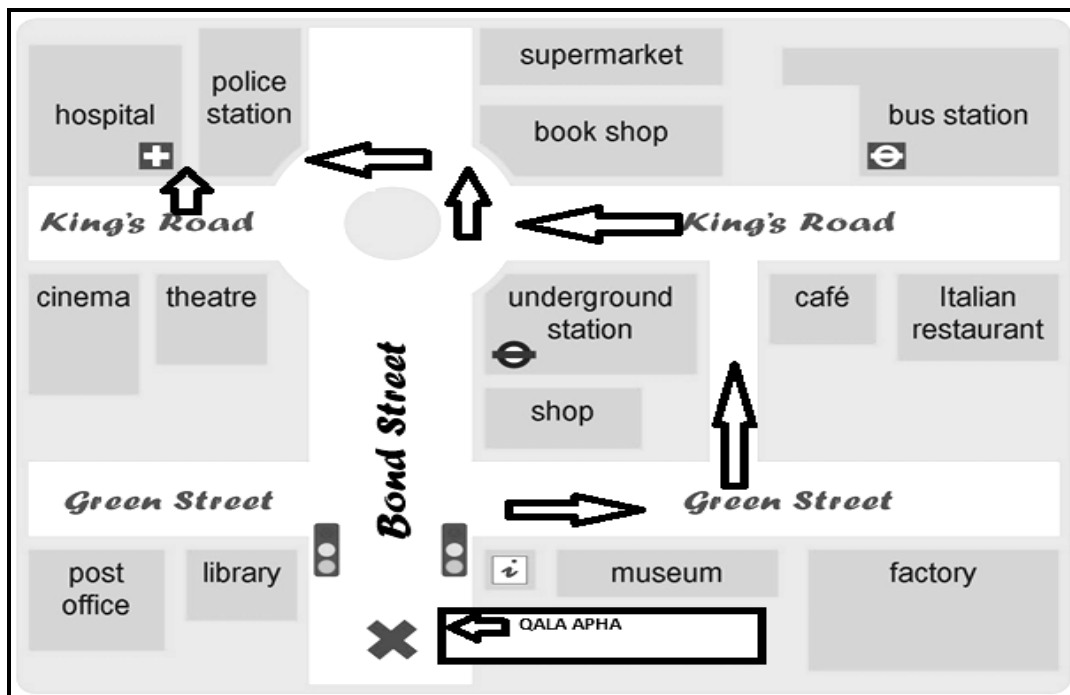 supermarket
police
station
hospital
bus station
book shop
King's Road
King's Road
cinema
theatre
underground
station
café
Italian
restaurant
Bond Street
shop
Green Street
Green Street
post
office
library
i
museum
factory
QALA APHA